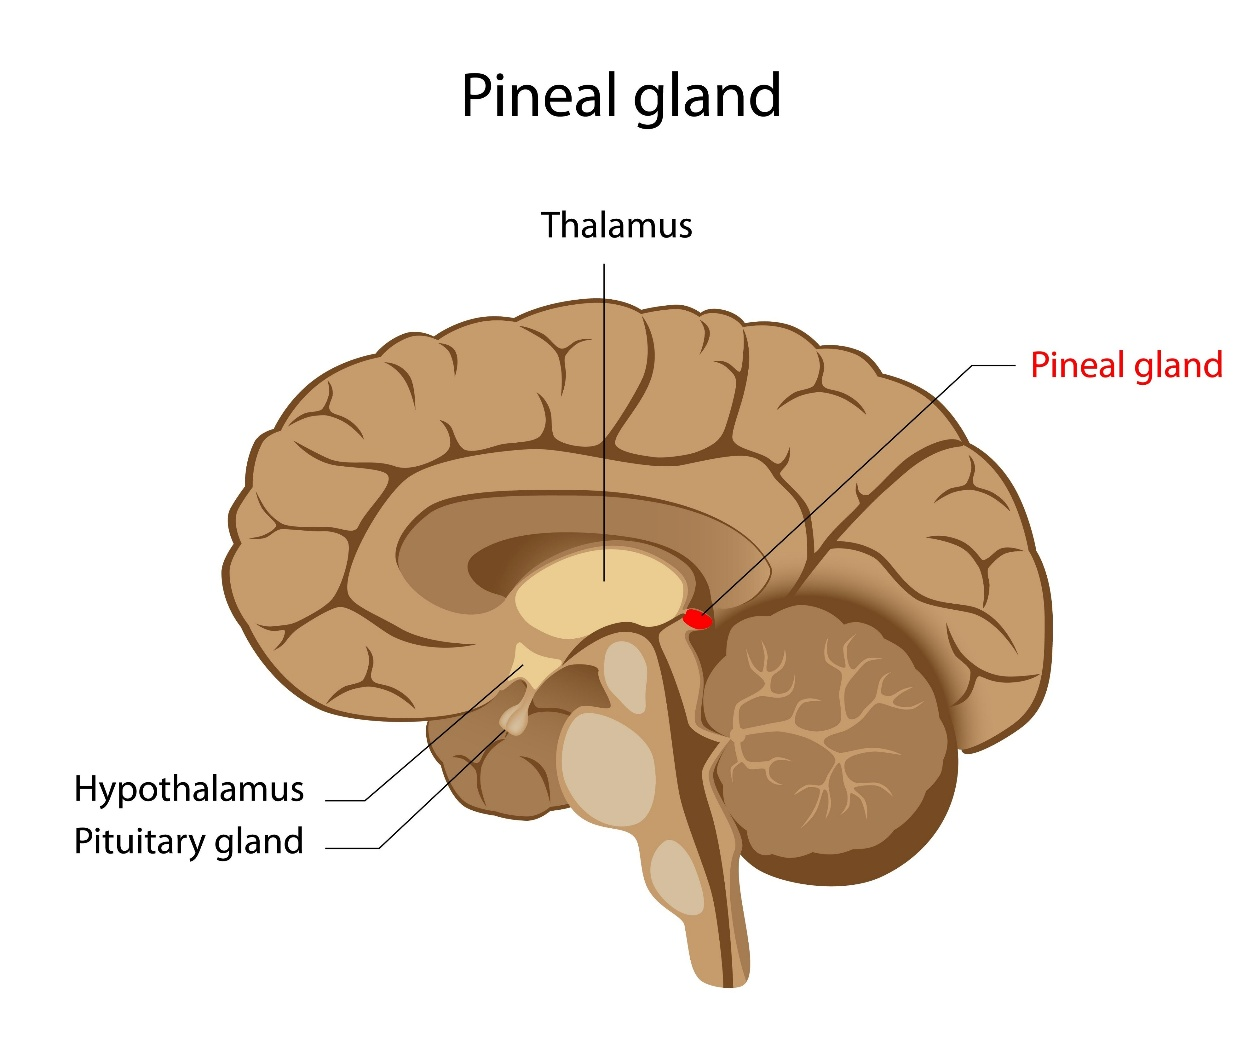 Pineal gland
Thalamus
Pineal gland
Hypothalamus
Pituitary gland